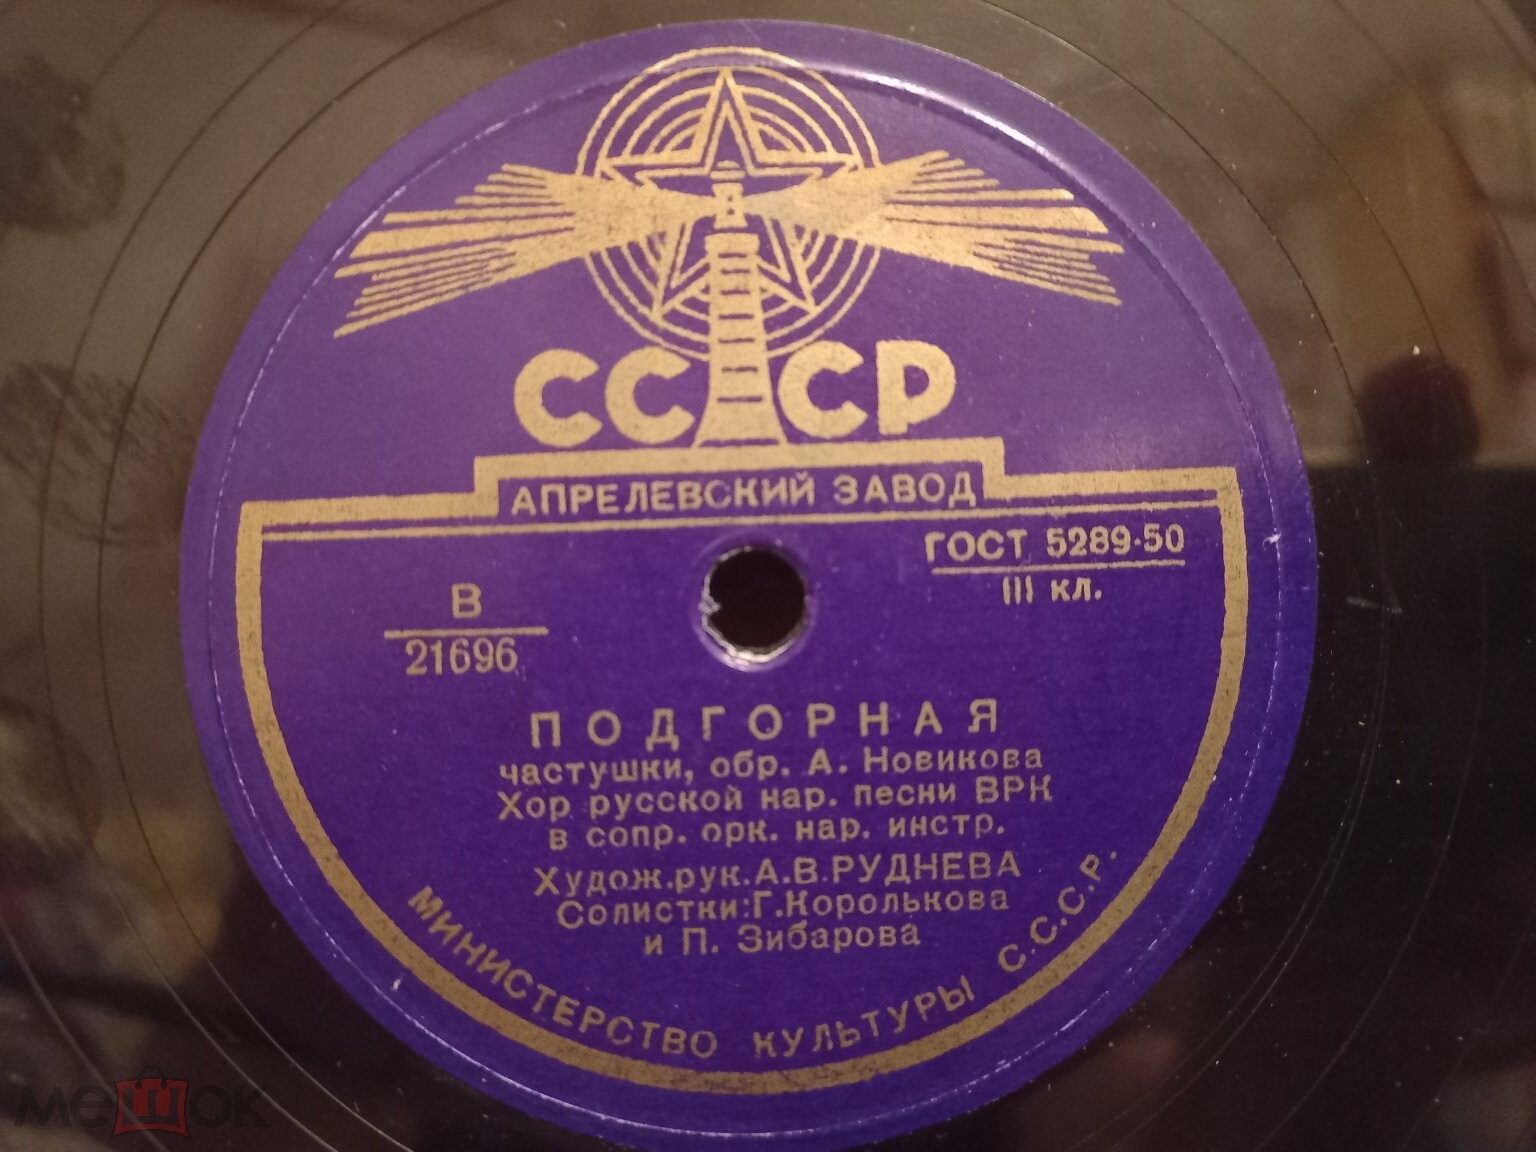 СССР
АПРЕЛЕВСКИЙ ЗАВОД
ГОСТ 5289-50
III кл.
В
21696
ПОДГОРНАЯ
частушки, обр. А. Новикова
Хор русской нар. песни ВРК
в сопр. орк. нар. инстр.
Худож.рук.А.В.РУДНЕВА
Солистки:Г.Королькова
и П. Зибарова
МИНИСТЕРСТВО КУЛЬТУРЫ С.С.С.Р.
мешок